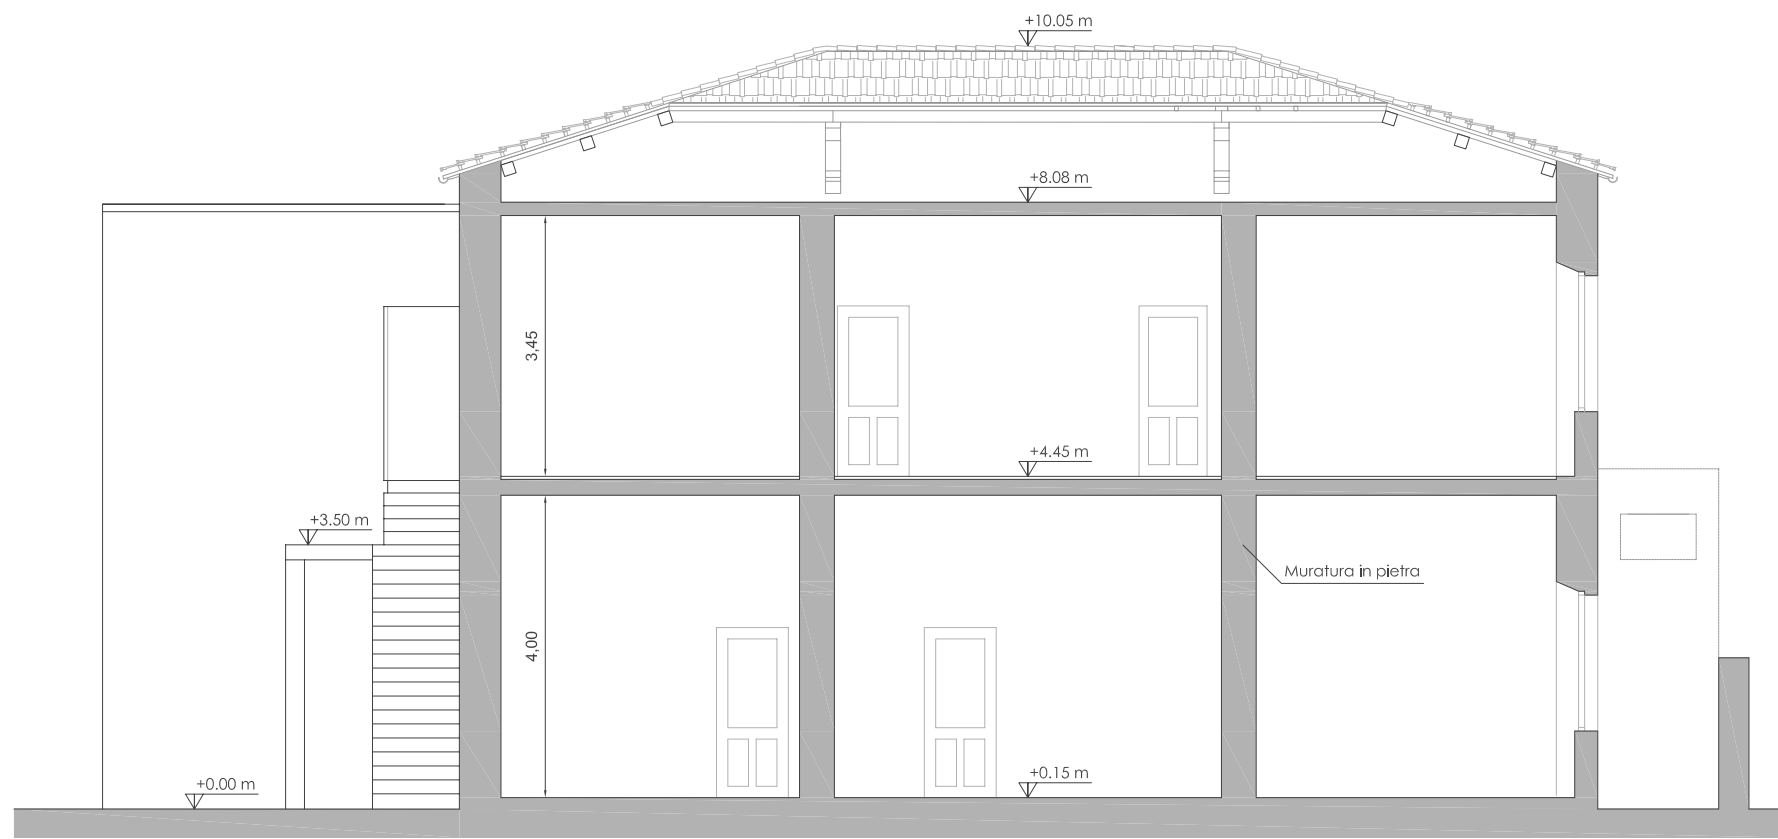 +10.05 m
+8.08 m
3,45
+4.45 m
+3.50 m
Muratura in pietra
4,00
+0.15 m
+0.00 m